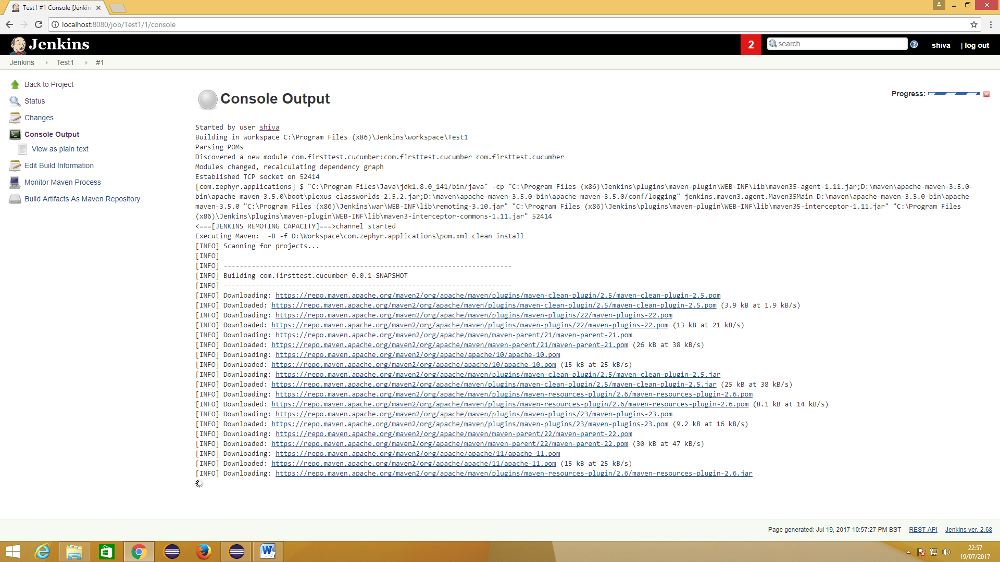 Test1 #1 Console [Jenkin
localhost:8080/job/Test1/1/console
Jenkins
2
search
shiva
| log out
Jenkins
Test1
#1
Back to Project
Status
Changes
Console Output
View as plain text
Edit Build Information
Monitor Maven Process
Build Artifacts As Maven Repository
Console Output
Progress:
Started by user shiva
Building in workspace C:\Program Files (x86)\Jenkins\workspace\Test1
Parsing POMs
Discovered a new module com.firsttest.cucumber:com.firsttest.cucumber com.firsttest.cucumber
Modules changed, recalculating dependency graph
Established TCP socket on 52414
[com.zephyr.applications] $ "C:\Program Files\Java\jdk1.8.0_141/bin/java" -cp "C:\Program Files (x86)\Jenkins\plugins\maven-plugin\WEB-INF\lib\maven35-agent-1.11.jar;D:\maven\apache-maven-3.5.0-
bin\apache-maven-3.5.0\boot\plexus-classworlds-2.5.2.jar;D:\maven\apache-maven-3.5.0-bin\apache-maven-3.5.0/conf/logging" jenkins.maven3.agent.Maven35Main D:\maven\apache-maven-3.5.0-bin\apache-
maven-3.5.0 "C:\Program Files (x86)\Jenkins\war\WEB-INF\lib\remoting-3.10.jar" "C:\Program Files (x86)\Jenkins\plugins\maven-plugin\WEB-INF\lib\maven35-interceptor-1.11.jar" "C:\Program Files
(x86)\Jenkins\plugins\maven-plugin\WEB-INF\lib\maven3-interceptor-commons-1.11.jar" 52414
<===[JENKINS REMOTING CAPACITY]===>channel started
Executing Maven:  -B -f D:\Workspace\com.zephyr.applications\pom.xml clean install
[INFO] Scanning for projects...
[INFO]
[INFO] ------------------------------------------------------------------------
[INFO] Building com.firsttest.cucumber 0.0.1-SNAPSHOT
[INFO] ------------------------------------------------------------------------
[INFO] Downloading: https://repo.maven.apache.org/maven2/org/apache/maven/plugins/maven-clean-plugin/2.5/maven-clean-plugin-2.5.pom
[INFO] Downloaded: https://repo.maven.apache.org/maven2/org/apache/maven/plugins/maven-clean-plugin/2.5/maven-clean-plugin-2.5.pom (3.9 kB at 1.9 kB/s)
[INFO] Downloading: https://repo.maven.apache.org/maven2/org/apache/maven/plugins/maven-plugins/22/maven-plugins-22.pom
[INFO] Downloaded: https://repo.maven.apache.org/maven2/org/apache/maven/plugins/maven-plugins/22/maven-plugins-22.pom (13 kB at 21 kB/s)
[INFO] Downloading: https://repo.maven.apache.org/maven2/org/apache/maven/maven-parent/21/maven-parent-21.pom
[INFO] Downloaded: https://repo.maven.apache.org/maven2/org/apache/maven/maven-parent/21/maven-parent-21.pom (26 kB at 38 kB/s)
[INFO] Downloading: https://repo.maven.apache.org/maven2/org/apache/apache/10/apache-10.pom
[INFO] Downloaded: https://repo.maven.apache.org/maven2/org/apache/apache/10/apache-10.pom (15 kB at 25 kB/s)
[INFO] Downloading: https://repo.maven.apache.org/maven2/org/apache/maven/plugins/maven-clean-plugin/2.5/maven-clean-plugin-2.5.jar
[INFO] Downloaded: https://repo.maven.apache.org/maven2/org/apache/maven/plugins/maven-clean-plugin/2.5/maven-clean-plugin-2.5.jar (25 kB at 38 kB/s)
[INFO] Downloading: https://repo.maven.apache.org/maven2/org/apache/maven/plugins/maven-resources-plugin/2.6/maven-resources-plugin-2.6.pom
[INFO] Downloaded: https://repo.maven.apache.org/maven2/org/apache/maven/plugins/maven-resources-plugin/2.6/maven-resources-plugin-2.6.pom (8.1 kB at 14 kB/s)
[INFO] Downloading: https://repo.maven.apache.org/maven2/org/apache/maven/plugins/maven-plugins/23/maven-plugins-23.pom
[INFO] Downloaded: https://repo.maven.apache.org/maven2/org/apache/maven/plugins/maven-plugins/23/maven-plugins-23.pom (9.2 kB at 16 kB/s)
[INFO] Downloading: https://repo.maven.apache.org/maven2/org/apache/maven/maven-parent/22/maven-parent-22.pom
[INFO] Downloaded: https://repo.maven.apache.org/maven2/org/apache/maven/maven-parent/22/maven-parent-22.pom (30 kB at 47 kB/s)
[INFO] Downloading: https://repo.maven.apache.org/maven2/org/apache/apache/11/apache-11.pom
[INFO] Downloaded: https://repo.maven.apache.org/maven2/org/apache/apache/11/apache-11.pom (15 kB at 25 kB/s)
[INFO] Downloading: https://repo.maven.apache.org/maven2/org/apache/maven/plugins/maven-resources-plugin/2.6/maven-resources-plugin-2.6.jar
Page generated: Jul 19, 2017 10:57:27 PM BST
REST API
Jenkins ver. 2.68
22:57
19/07/2017